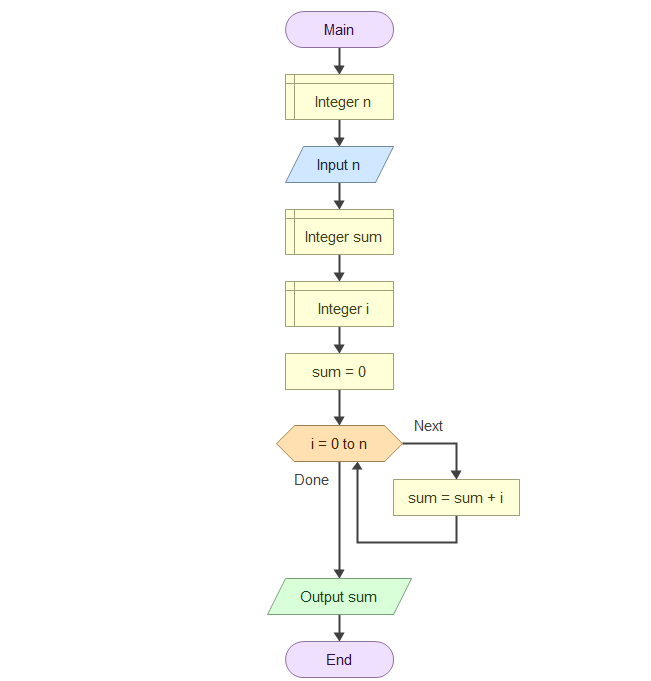 Main
Integer n
Input n
Integer sum
Integer i
sum = 0
i = 0 to n
Next
Done
sum = sum + i
Output sum
End